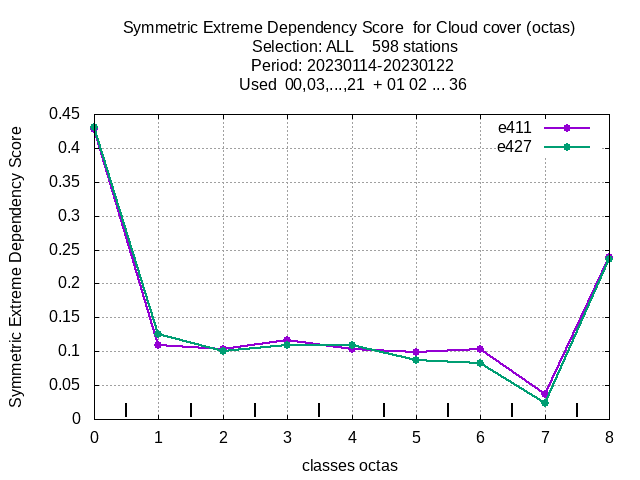 Symmetric Extreme Dependency Score  for Cloud cover (octas)
Selection: ALL    598 stations
Period: 20230114-20230122
Used  00,03,...,21  + 01 02 ... 36
e411
e427
Symmetric Extreme Dependency Score
0.45
0.4
0.35
0.3
0.25
0.2
0.15
0.1
0.05
0
0 1 2 3 4 5 6 7 8
classes octas